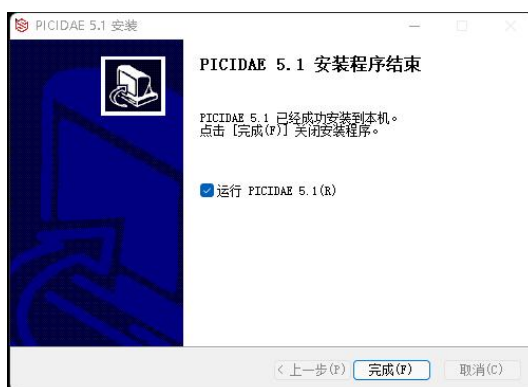 PICIDAE 5.1 安装
PICIDAE 5.1 安装程序结束
PICIDAE 5.1 已经成功安装到本机。
点击 [完成(F)] 关闭安装程序。
运行 PICIDAE 5.1(R)
< 上一步(P) 完成(F) 取消(C)